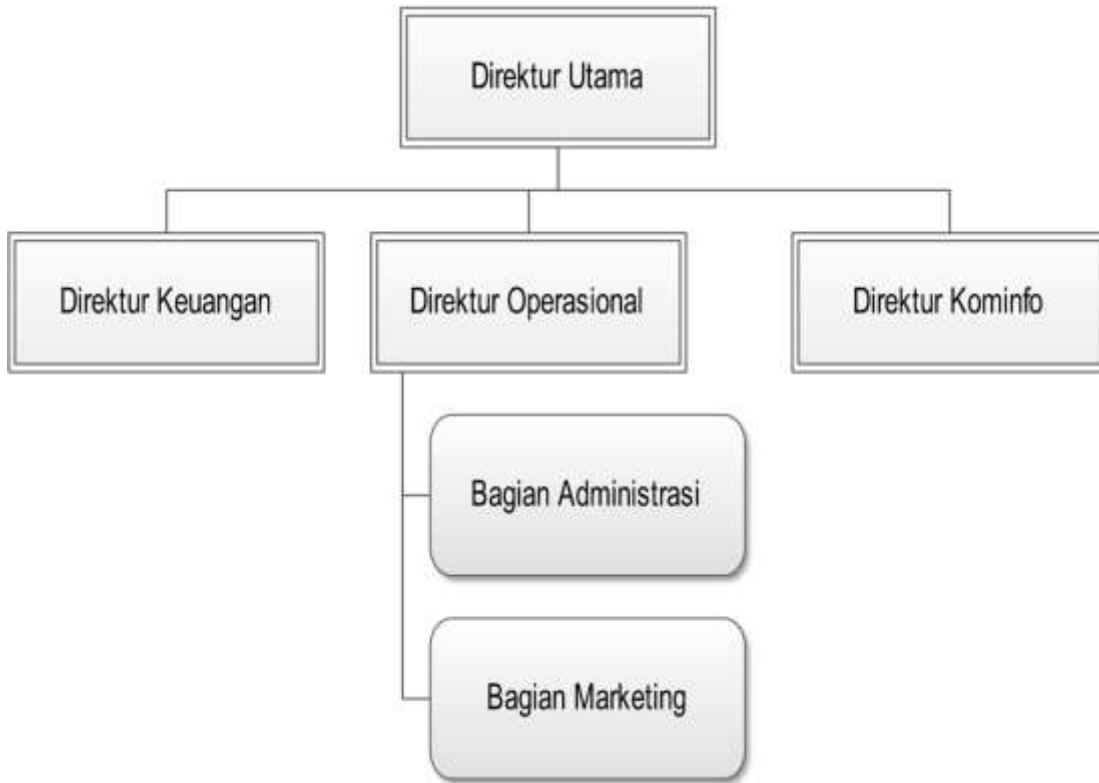 Direktur Utama
Direktur Keuangan
Direktur Operasional
Direktur Kominfo
Bagian Administrasi
Bagian Marketing